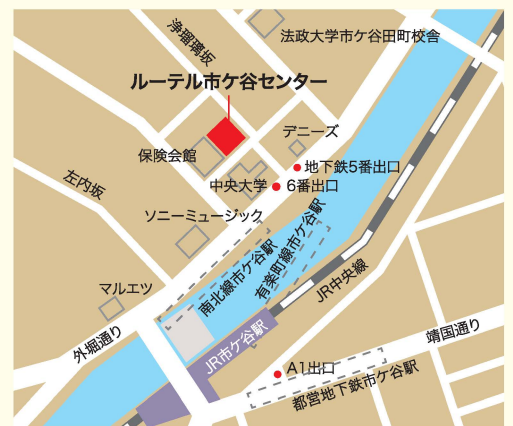 浄瑠璃坂
法政大学市ケ谷田町校舎
ルーテル市ケ谷センター
デニーズ
保険会館
地下鉄5番出口
中央大学
6番出口
左内坂
ソニーミュージック
南北線市ケ谷駅
有楽町線市ケ谷駅
マルエツ
JR中央線
外堀通り
JR市ケ谷駅
靖国通り
A1出口
都営地下鉄市ケ谷駅